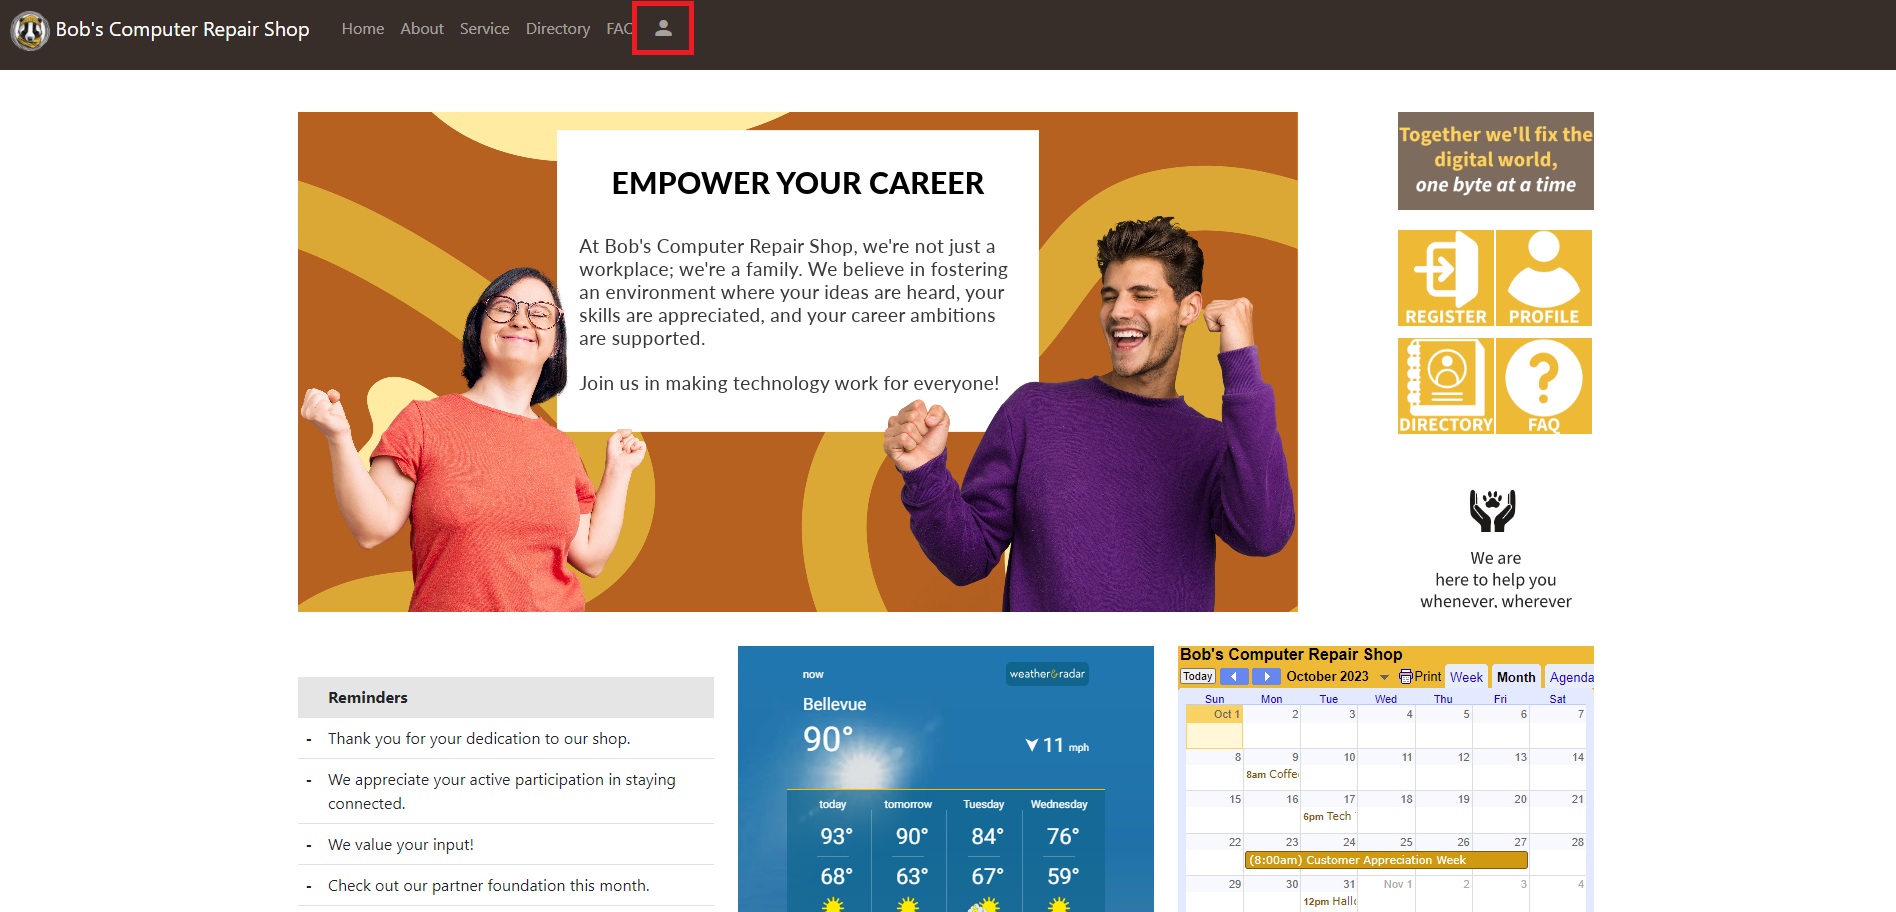 Bob's Computer Repair Shop
Home About Service Directory FAQ
EMPOWER YOUR CAREER
At Bob's Computer Repair Shop, we're not just a
workplace; we're a family. We believe in fostering
an environment where your ideas are heard, your
skills are appreciated, and your career ambitions
are supported.
Join us in making technology work for everyone!
Together we'll fix the
digital world,
one byte at a time
REGISTER PROFILE
DIRECTORY FAQ
We are
here to help you
whenever, wherever
Reminders
- Thank you for your dedication to our shop.
- We appreciate your active participation in staying
connected.
- We value your input!
- Check out our partner foundation this month.
now weather&radar
Bellevue
90°
11 mph
today tomorrow Tuesday Wednesday
93° 90° 84° 76°
68° 63° 67° 59°
Bob's Computer Repair Shop
Today October 2023 Print Week Month Agenda
Sun Mon Tue Wed Thu Fri Sat
Oct 1 2 3 4 5 6 7
8 9 10 11 12 13 14
8am Coffe
15 16 17 18 19 20 21
6pm Tech
22 23 24 25 26 27 28
(8:00am) Customer Appreciation Week
29 30 31 Nov 1 2 3 4
12pm Hallo